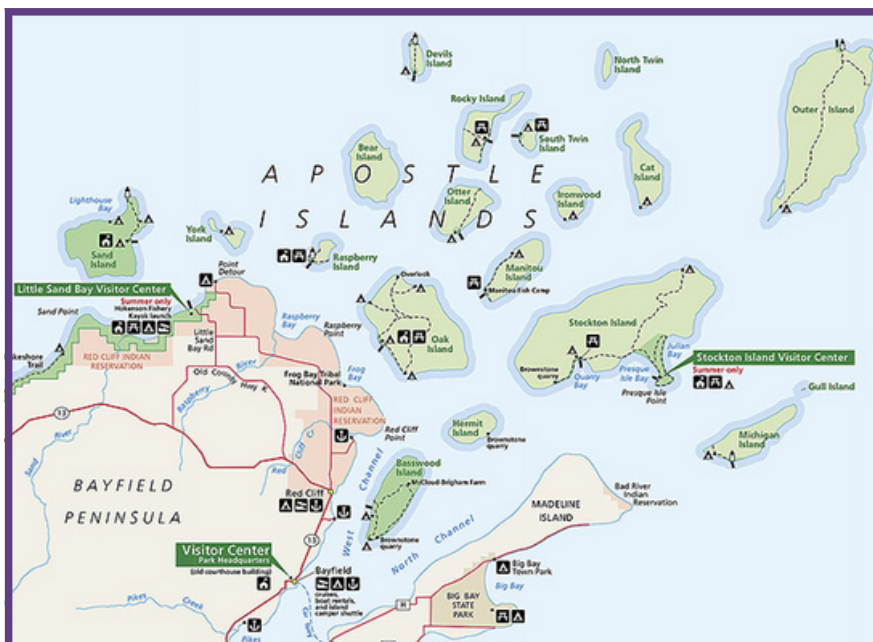 Devils
Island
North Twin
Island
Rocky Island
Outer Island
South Twin
Island
Bear
Island
Cat
Island
APOSTLE
ISLANDS
Otter
Island
Ironwood
Island
Lighthouse
Bay
York
Island
Sand
Island
Raspberry
Island
Manitou
Island
Manitou Fish Camp
Point
Detour
Overlook
Little Sand Bay Visitor Center
Summer only
Hokenson Fishery
Kayak launch
Sand Point
Raspberry
Bay
Raspberry
Point
Oak
Island
Stockton Island
Julian
Bay
Stockton Island Visitor Center
Summer only
Presque
Isle Bay
Presque Isle
Point
Quarry
Bay
Brownstone
quarry
Gull Island
Little
Sand
Bay Rd
RED CLIFF INDIAN
RESERVATION
Lakeshore
Trail
Raspberry River
Old County Hwy K
Frog Bay Tribal
National Park
Frog
Bay
RED CLIFF
INDIAN
RESERVATION
Red Cliff
Point
Hermit
Island
Brownstone
quarry
Michigan
Island
13
Sand
River
Red Cliff Cr
Basswood
Island
McCloud-Brigham Farm
Bad River
Indian
Reservation
MADELINE
ISLAND
BAYFIELD
PENINSULA
Red Cliff
West Channel
Brownstone
quarry
North Channel
13
Visitor Center
Park Headquarters
(old courthouse building)
Bayfield
cruises,
boat rentals,
and island
camper shuttle
Big Bay
Town Park
Big Bay
BIG BAY
STATE
PARK
H
Pikes Creek
Pikes